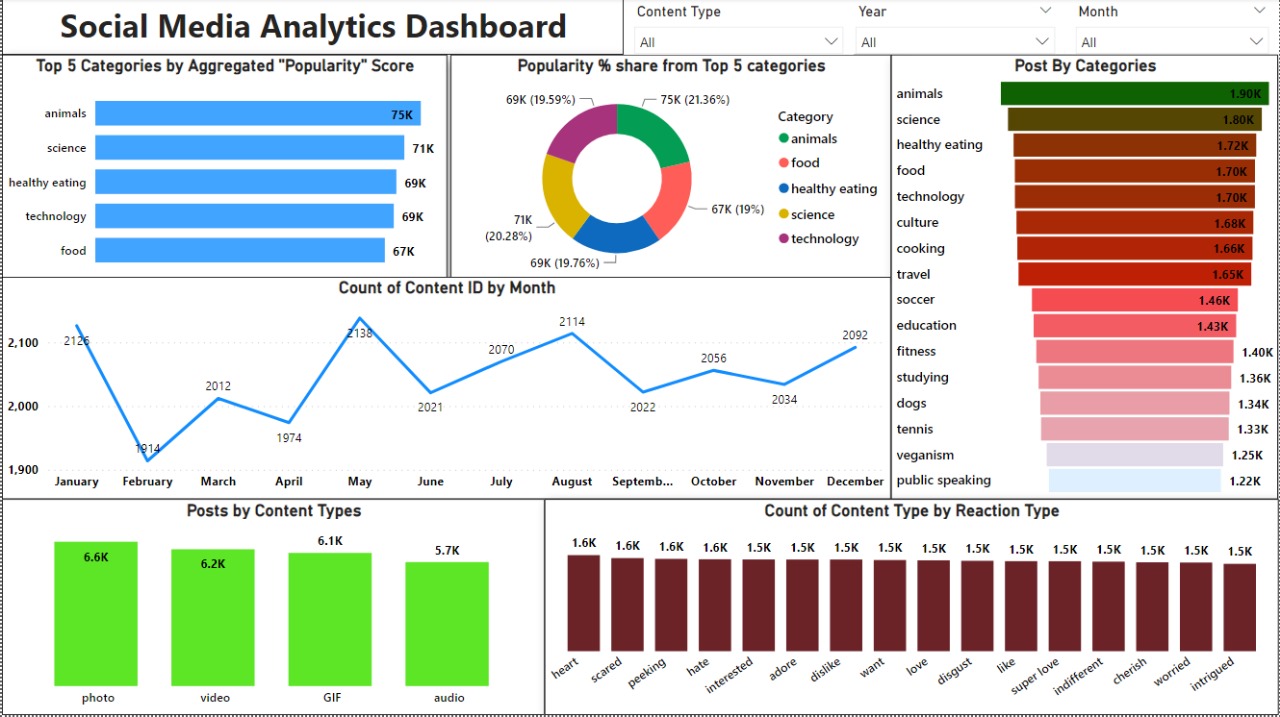 Social Media Analytics Dashboard
Content Type
All
Year
All
Month
All
Top 5 Categories by Aggregated "Popularity" Score
animals 75K
science 71K
healthy eating 69K
technology 69K
food 67K
Popularity % share from Top 5 categories
69K (19.59%)
75K (21.36%)
67K (19%)
71K
(20.28%)
69K (19.76%)
Category
animals
food
healthy eating
science
technology
Post By Categories
animals 1.90K
science 1.80K
healthy eating 1.72K
food 1.70K
technology 1.70K
culture 1.68K
cooking 1.66K
travel 1.65K
soccer 1.46K
education 1.43K
fitness 1.40K
studying 1.36K
dogs 1.34K
tennis 1.33K
veganism 1.25K
public speaking 1.22K
Count of Content ID by Month
2,100
2,000
1,900
2126 1914 2012 1974 2138 2021 2070 2114 2022 2056 2034 2092
January February March April May June July August Septemb... October November December
Posts by Content Types
6.6K 6.2K 6.1K 5.7K
photo video GIF audio
Count of Content Type by Reaction Type
1.6K 1.6K 1.6K 1.6K 1.5K 1.5K 1.5K 1.5K 1.5K 1.5K 1.5K 1.5K 1.5K 1.5K 1.5K 1.5K
heart scared peeking hate interested adore dislike want love disgust like super love indifferent cherish worried intrigued